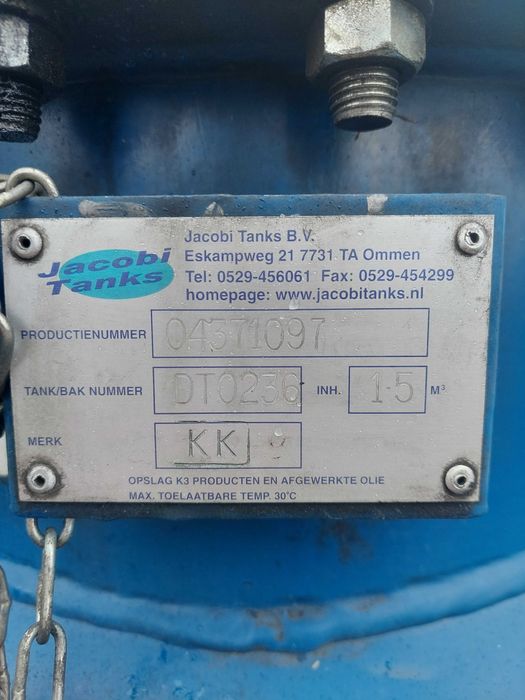 Jacobi
Tanks
Jacobi Tanks B.V.
Eskampweg 21 7731 TA Ommen
Tel: 0529-456061 Fax: 0529-454299
homepage: www.jacobitanks.nl
PRODUCTIENUMMER 04571097
TANK/BAK NUMMER DT0236 INH. 1-5 M³
MERK KK
OPSLAG K3 PRODUCTEN EN AFGEWERKTE OLIE
MAX. TOELAATBARE TEMP. 30°C